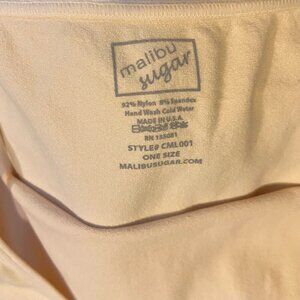 malibu
sugar
92% Nylon 8% Spandex
Hand Wash Cold Water
MADE IN U.S.A.
RN 135081
STYLE# CML001
ONE SIZE
MALIBUSUGAR.COM